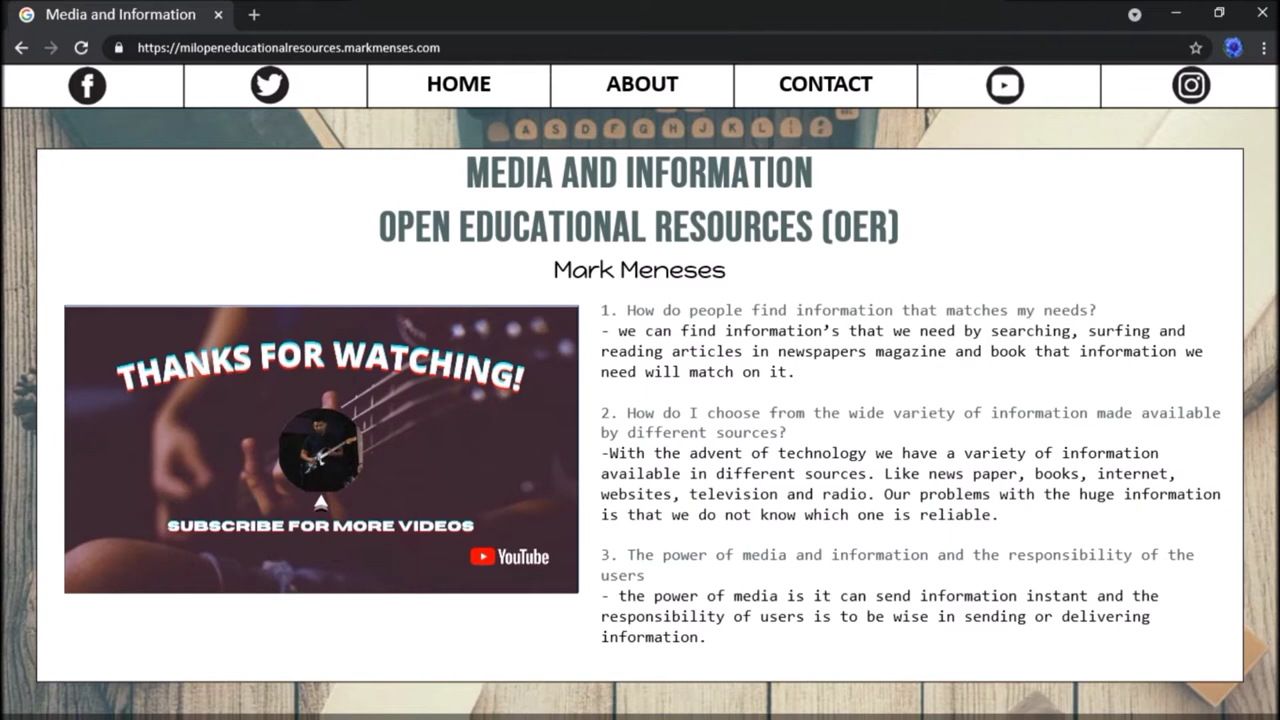 Media and Information
https://milopeneducationalresources.markmenses.com
HOME ABOUT CONTACT
A S D F G H J K L
MEDIA AND INFORMATION
OPEN EDUCATIONAL RESOURCES (OER)
Mark Meneses
THANKS FOR WATCHING!
SUBSCRIBE FOR MORE VIDEOS
YouTube
1. How do people find information that matches my needs?
- we can find information’s that we need by searching, surfing and
reading articles in newspapers magazine and book that information we
need will match on it.
2. How do I choose from the wide variety of information made available
by different sources?
-With the advent of technology we have a variety of information
available in different sources. Like news paper, books, internet,
websites, television and radio. Our problems with the huge information
is that we do not know which one is reliable.
3. The power of media and information and the responsibility of the
users
- the power of media is it can send information instant and the
responsibility of users is to be wise in sending or delivering
information.